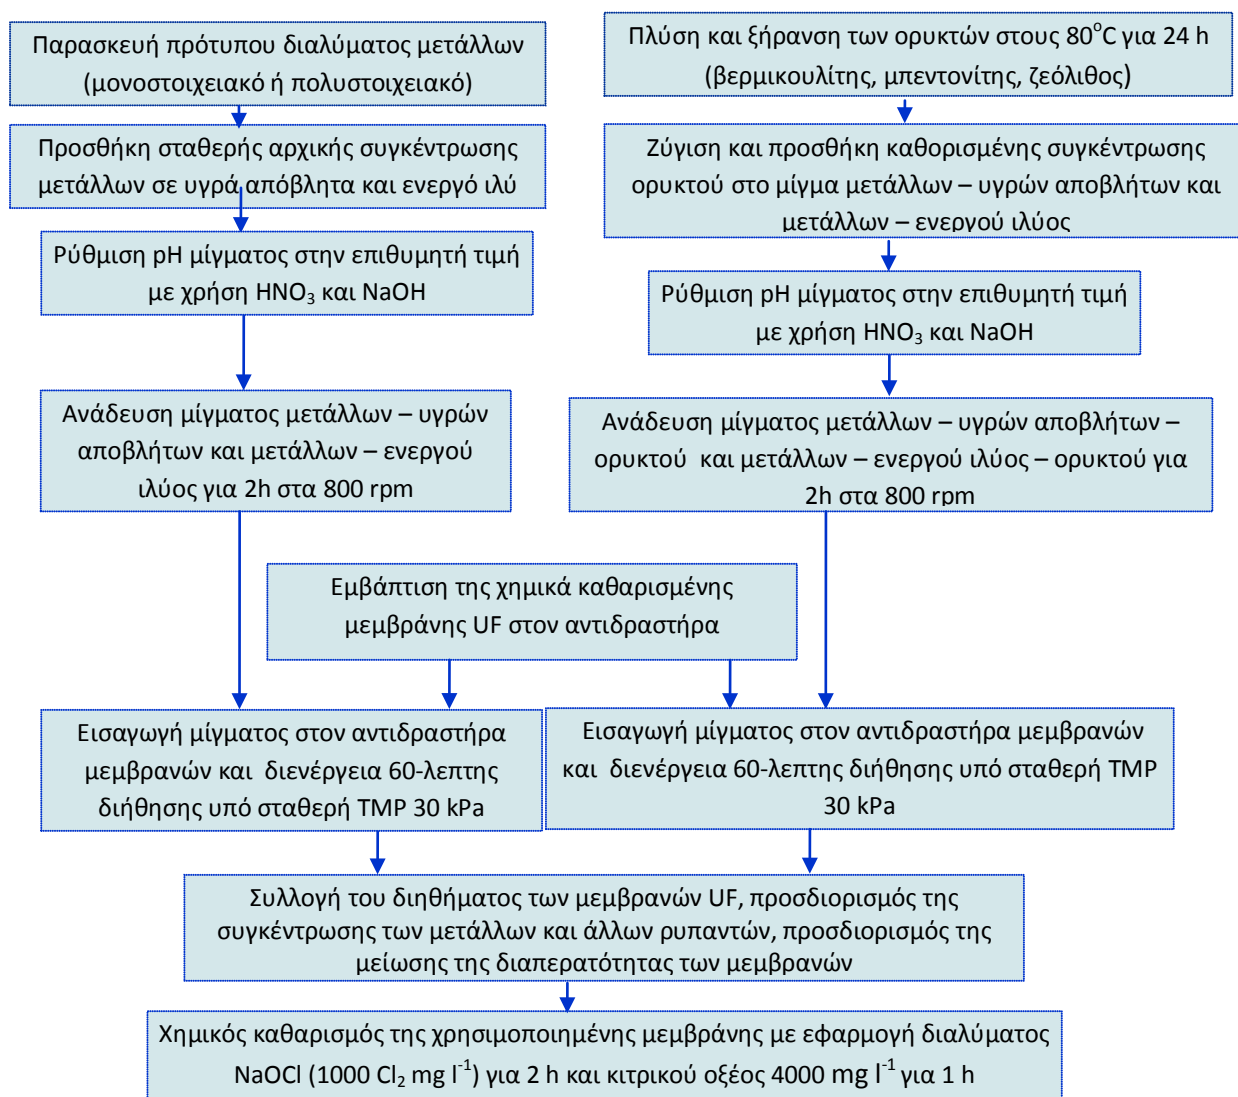 Παρασκευή πρότυπου διαλύματος μετάλλων
(μονοστοιχειακό ή πολυστοιχειακό)
Προσθήκη σταθερής αρχικής συγκέντρωσης
μετάλλων σε υγρά απόβλητα και ενεργό ιλύ
Ρύθμιση pH μίγματος στην επιθυμητή τιμή
με χρήση HNO₃ και NaOH
Ανάδευση μίγματος μετάλλων – υγρών
αποβλήτων και μετάλλων – ενεργού
ιλύος για 2h στα 800 rpm
Πλύση και ξήρανση των ορυκτών στους 80°C για 24 h
(βερμικουλίτης, μπεντονίτης, ζεόλιθος)
Ζύγιση και προσθήκη καθορισμένης συγκέντρωσης
ορυκτού στο μίγμα μετάλλων – υγρών αποβλήτων και
μετάλλων – ενεργού ιλύος
Ρύθμιση pH μίγματος στην επιθυμητή τιμή
με χρήση HNO₃ και NaOH
Ανάδευση μίγματος μετάλλων – υγρών αποβλήτων –
ορυκτού και μετάλλων – ενεργού ιλύος – ορυκτού για
2h στα 800 rpm
Εμβάπτιση της χημικά καθαρισμένης
μεμβράνης UF στον αντιδραστήρα
Εισαγωγή μίγματος στον αντιδραστήρα
μεμβρανών και διενέργεια 60-λεπτης
διήθησης υπό σταθερή TMP 30 kPa
Εισαγωγή μίγματος στον αντιδραστήρα μεμβρανών
και διενέργεια 60-λεπτης διήθησης υπό σταθερή TMP
30 kPa
Συλλογή του διηθήματος των μεμβρανών UF, προσδιορισμός της
συγκέντρωσης των μετάλλων και άλλων ρυπαντών, προσδιορισμός της
μείωσης της διαπερατότητας των μεμβρανών
Χημικός καθαρισμός της χρησιμοποιημένης μεμβράνης με εφαρμογή διαλύματος
NaOCl (1000 Cl₂ mg l⁻¹) για 2 h και κιτρικού οξέος 4000 mg l⁻¹ για 1 h